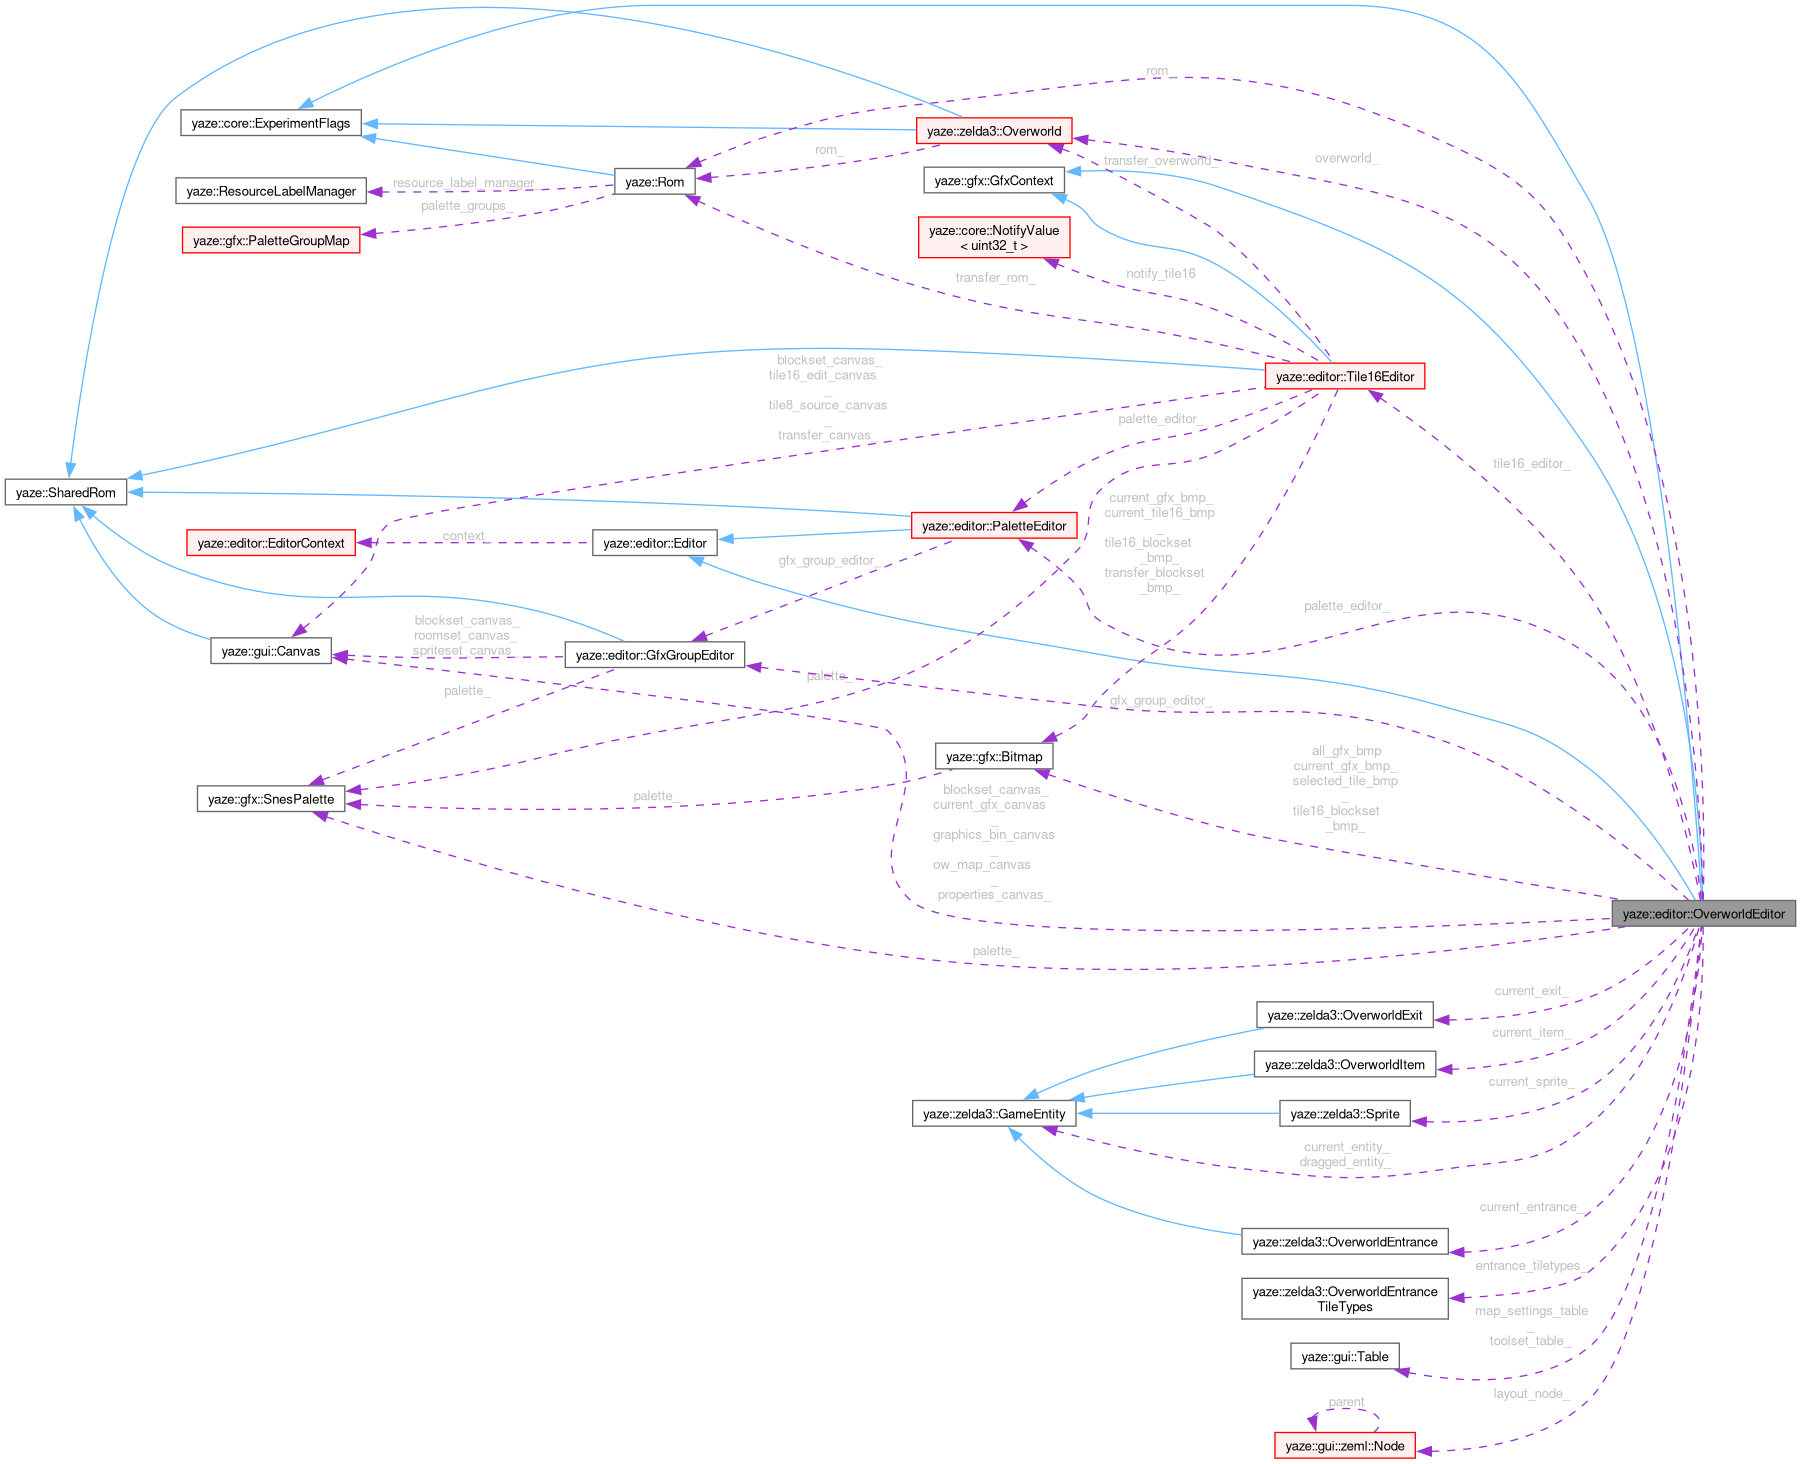 rom_
yaze::core::ExperimentFlags
yaze::zelda3::Overworld
rom_
overworld_
transfer_overworld_
yaze::ResourceLabelManager
resource_label_manager_
yaze::Rom
yaze::gfx::GfxContext
palette_groups_
yaze::gfx::PaletteGroupMap
yaze::core::NotifyValue
< uint32_t >
transfer_rom_
notify_tile16
blockset_canvas_
tile16_edit_canvas
_
tile8_source_canvas
_
transfer_canvas_
yaze::editor::Tile16Editor
palette_editor_
tile16_editor_
yaze::SharedRom
current_gfx_bmp_
current_tile16_bmp
_
tile16_blockset
_bmp_
transfer_blockset
_bmp_
yaze::editor::PaletteEditor
yaze::editor::EditorContext
context_
yaze::editor::Editor
gfx_group_editor_
palette_editor_
blockset_canvas_
roomset_canvas_
spriteset_canvas_
yaze::gui::Canvas
yaze::editor::GfxGroupEditor
palette_
palette_
gfx_group_editor_
yaze::gfx::Bitmap
all_gfx_bmp
current_gfx_bmp_
selected_tile_bmp
_
tile16_blockset
_bmp_
yaze::gfx::SnesPalette
palette_
blockset_canvas_
current_gfx_canvas
_
graphics_bin_canvas
_
ow_map_canvas
_
properties_canvas_
yaze::editor::OverworldEditor
palette_
current_exit_
yaze::zelda3::OverworldExit
current_item_
yaze::zelda3::OverworldItem
current_sprite_
yaze::zelda3::GameEntity
yaze::zelda3::Sprite
current_entity_
dragged_entity_
current_entrance_
yaze::zelda3::OverworldEntrance
entrance_tiletypes_
yaze::zelda3::OverworldEntrance
TileTypes
map_settings_table
_
toolset_table_
yaze::gui::Table
layout_node_
parent
yaze::gui::zeml::Node